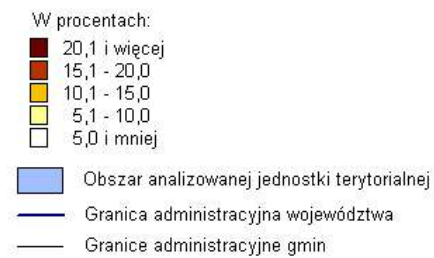 W procentach:
20,1 i więcej
15,1 - 20,0
10,1 - 15,0
5,1 - 10,0
5,0 i mniej
Obszar analizowanej jednostki terytorialnej
Granica administracyjna województwa
Granice administracyjne gmin